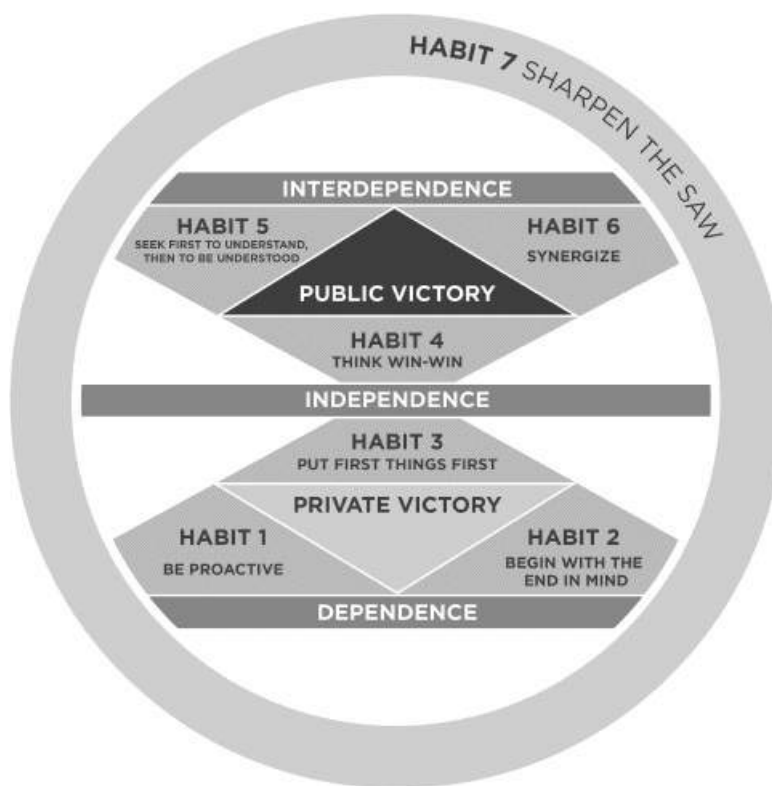 HABIT 7 SHARPEN THE SAW
INTERDEPENDENCE
HABIT 5
SEEK FIRST TO UNDERSTAND,
THEN TO BE UNDERSTOOD
HABIT 6
SYNERGIZE
PUBLIC VICTORY
HABIT 4
THINK WIN-WIN
INDEPENDENCE
HABIT 3
PUT FIRST THINGS FIRST
PRIVATE VICTORY
HABIT 1
BE PROACTIVE
HABIT 2
BEGIN WITH THE
END IN MIND
DEPENDENCE